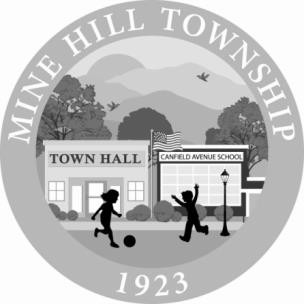 MINE HILL TOWNSHIP
TOWN HALL
CANFIELD AVENUE SCHOOL
1923